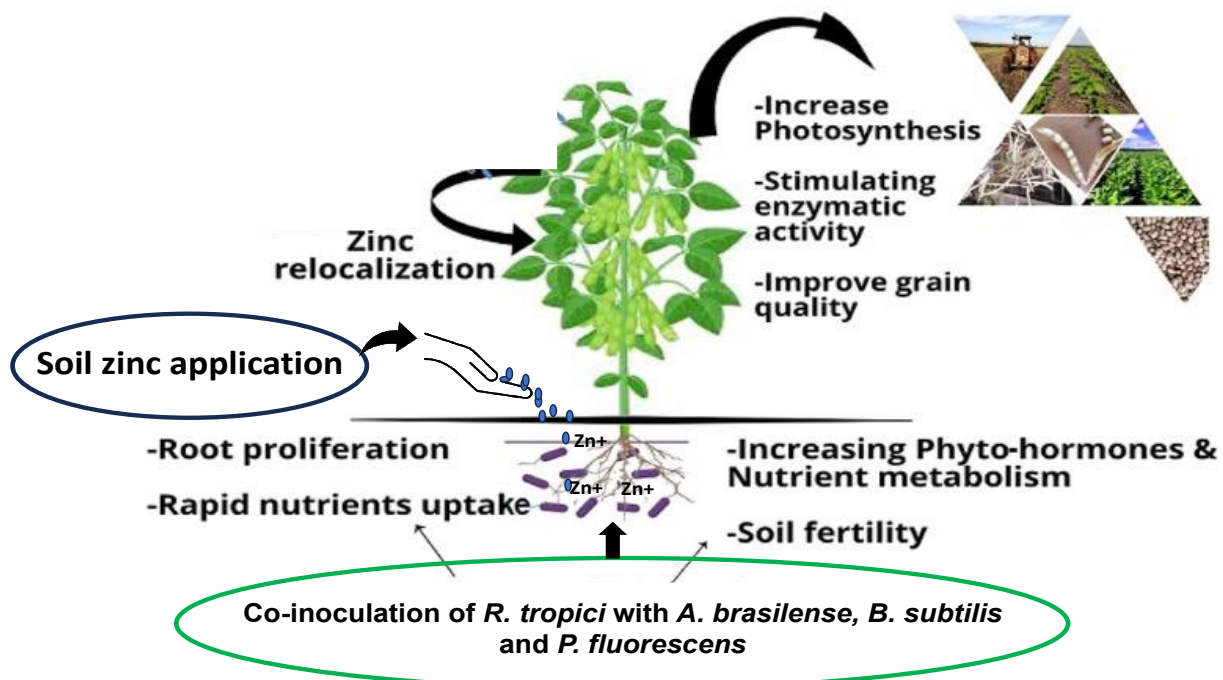 -Increase
Photosynthesis
-Stimulating
enzymatic
activity
-Improve grain
quality
Zinc
relocalization
Soil zinc application
Zn+
Zn+ Zn+
-Root proliferation
-Rapid nutrients uptake
-Increasing Phyto-hormones &
Nutrient metabolism
-Soil fertility
Co-inoculation of R. tropici with A. brasilense, B. subtilis
and P. fluorescens